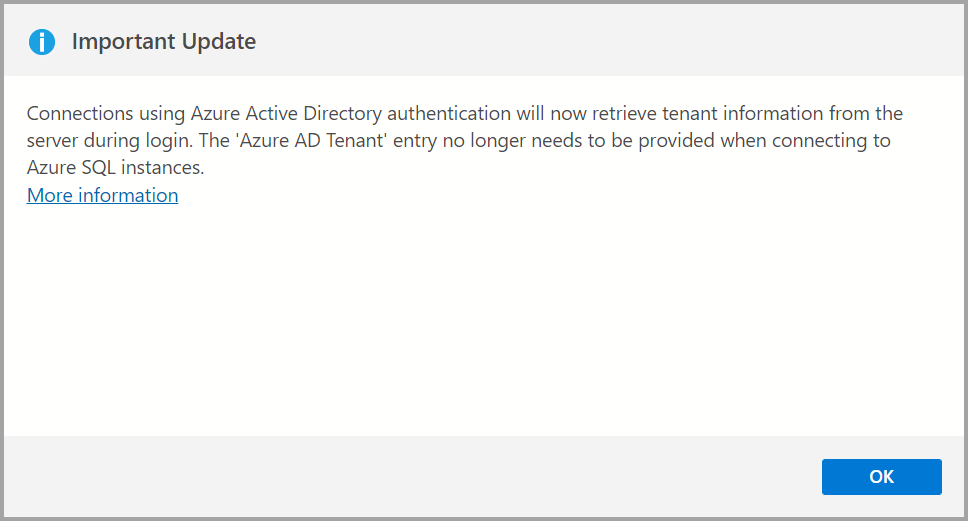 Important Update
Connections using Azure Active Directory authentication will now retrieve tenant information from the
server during login. The 'Azure AD Tenant' entry no longer needs to be provided when connecting to
Azure SQL instances.
More information
OK